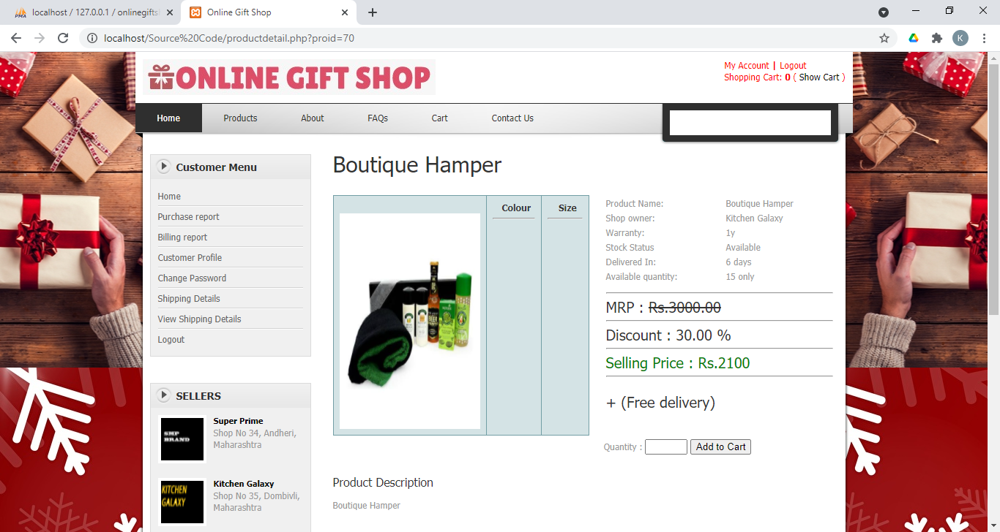 localhost / 127.0.0.1 / onlinegifts
Online Gift Shop
localhost/Source%20Code/productdetail.php?proid=70
K
ONLINE GIFT SHOP
My Account | Logout
Shopping Cart: 0 ( Show Cart )
Home Products About FAQs Cart Contact Us
Customer Menu
Home
Purchase report
Billing report
Customer Profile
Change Password
Shipping Details
View Shipping Details
Logout
SELLERS
SMP
BRAND
Super Prime
Shop No 34, Andheri,
Maharashtra
KITCHEN
GALAXY
Kitchen Galaxy
Shop No 35, Dombivli,
Maharashtra
Boutique Hamper
Colour Size
Product Name: Boutique Hamper
Shop owner: Kitchen Galaxy
Warranty: 1y
Stock Status Available
Delivered In: 6 days
Available quantity: 15 only
MRP : Rs.3000.00
Discount : 30.00 %
Selling Price : Rs.2100
+ (Free delivery)
Quantity : Add to Cart
Product Description
Boutique Hamper